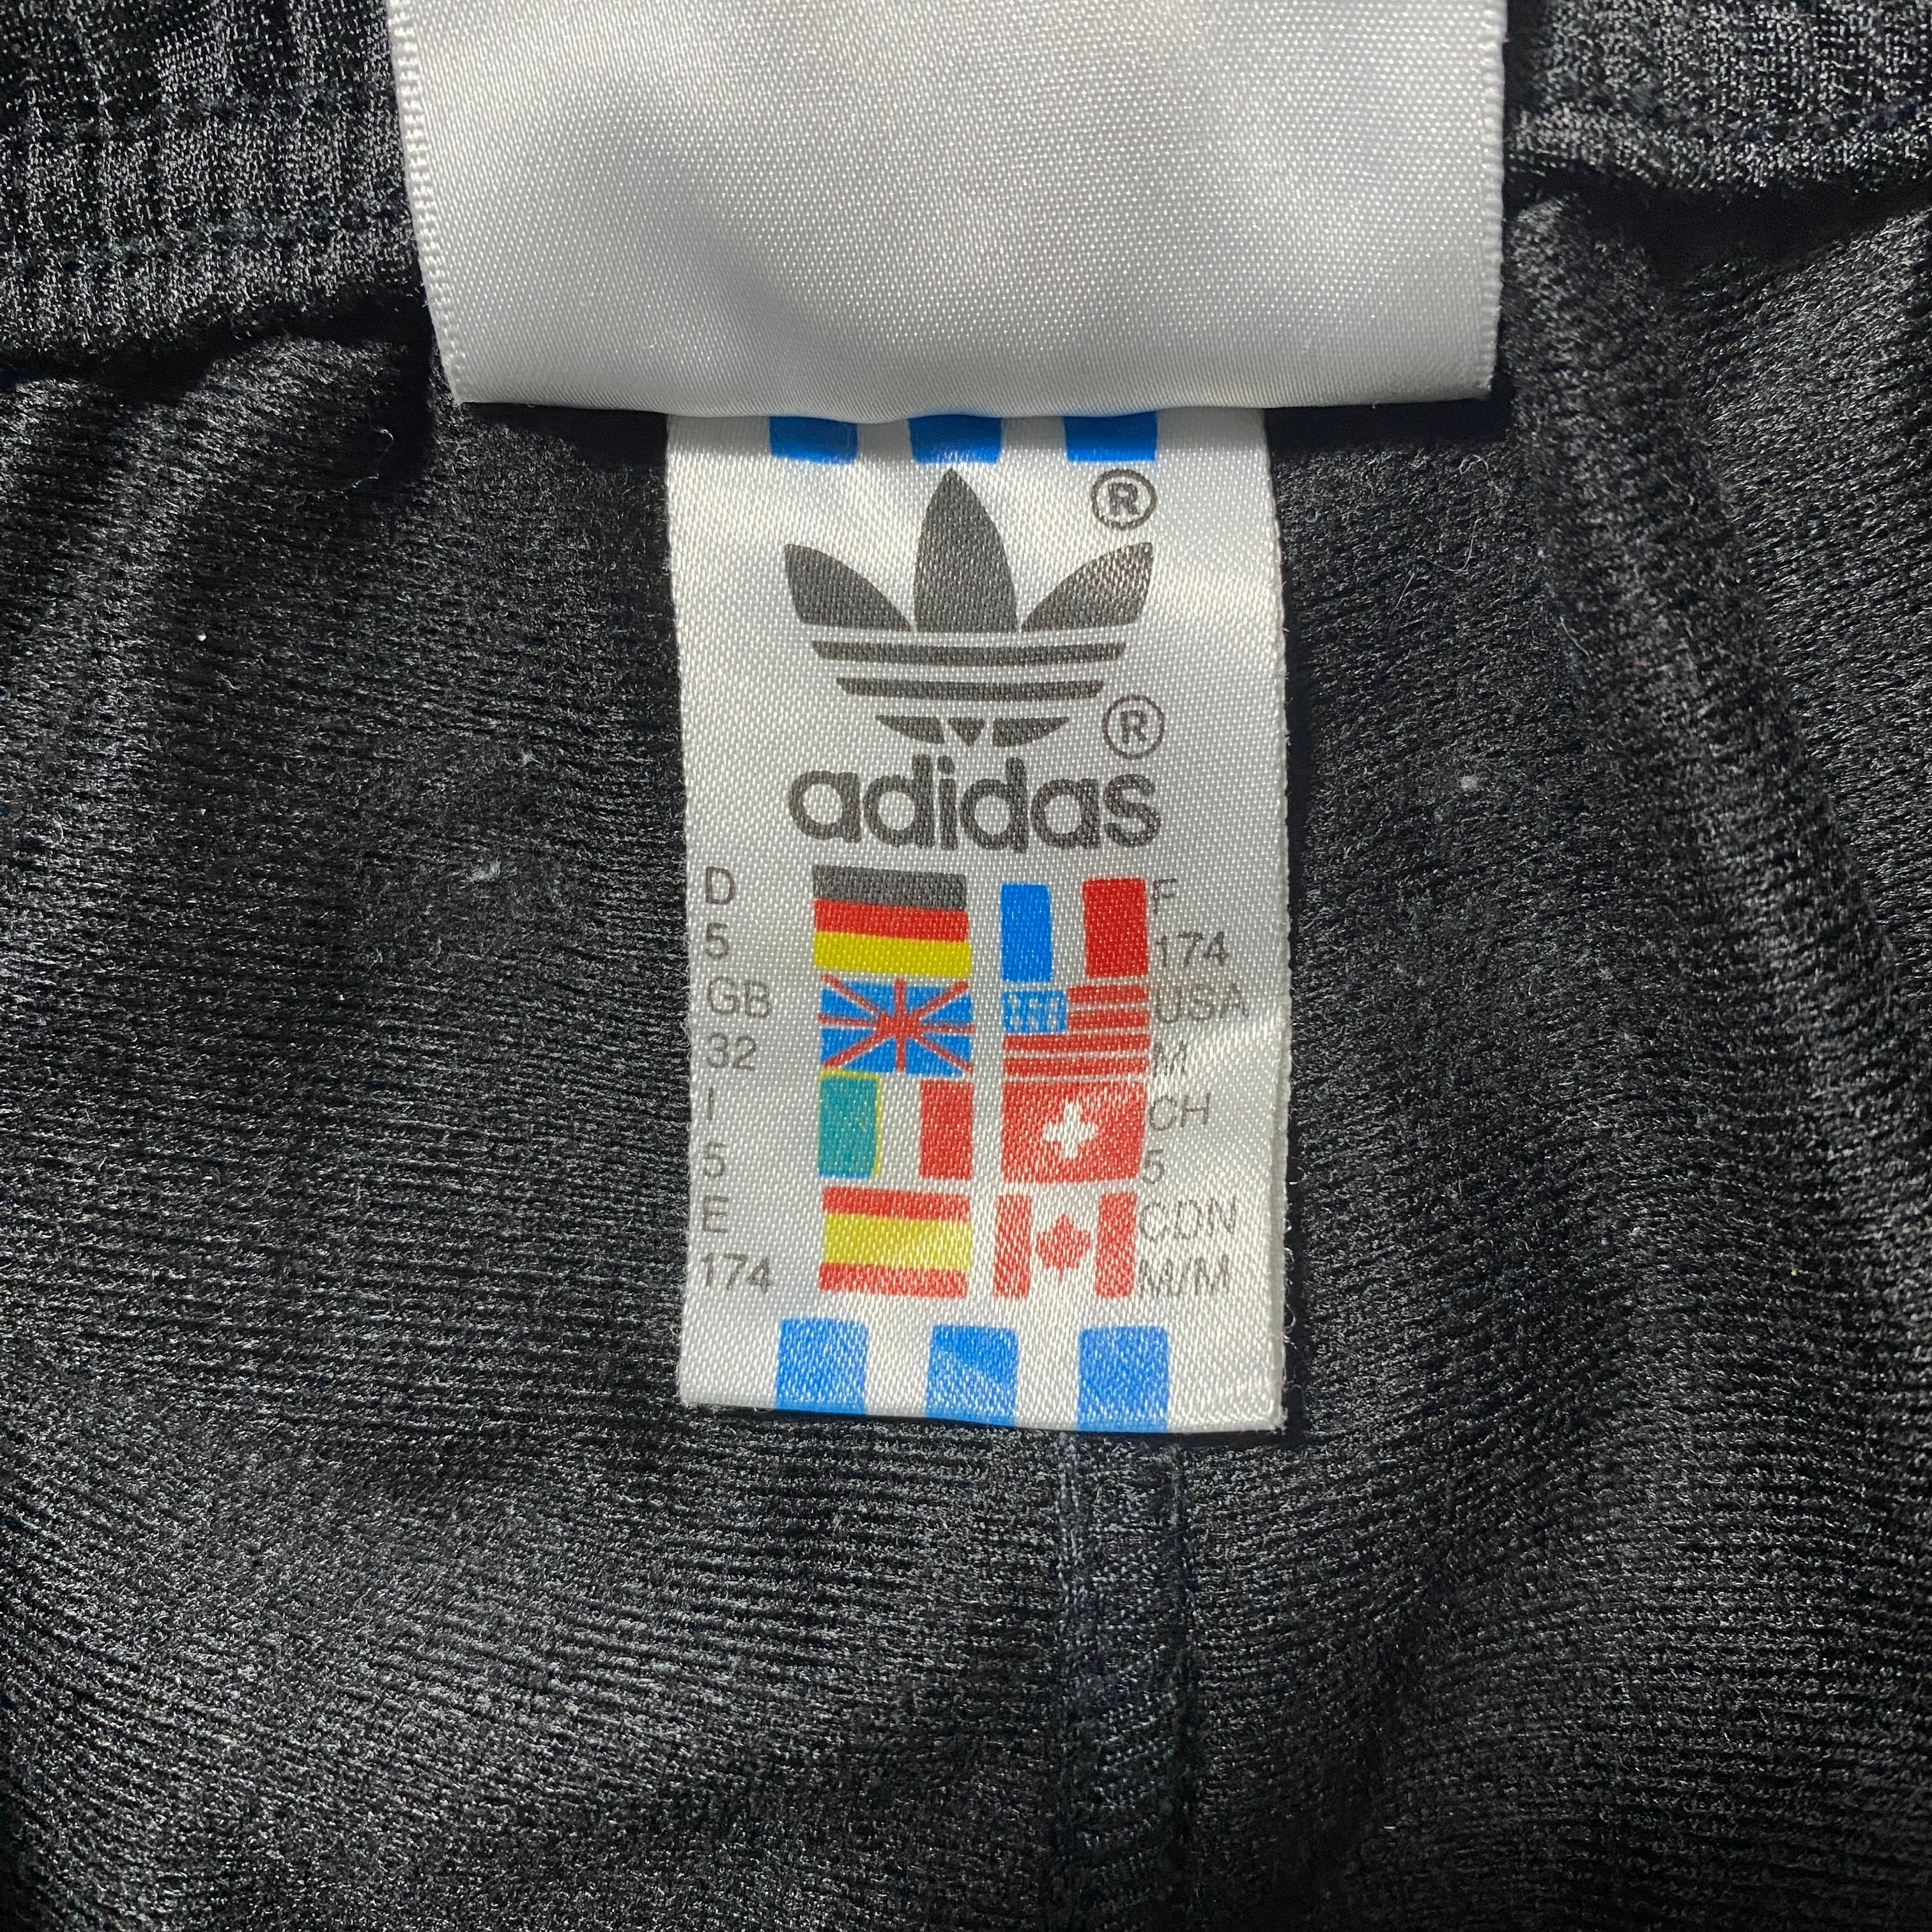 ®
®
adidas
D F
5 174
GB USA
32 M
I CH
5 5
E CDN
174 M/M